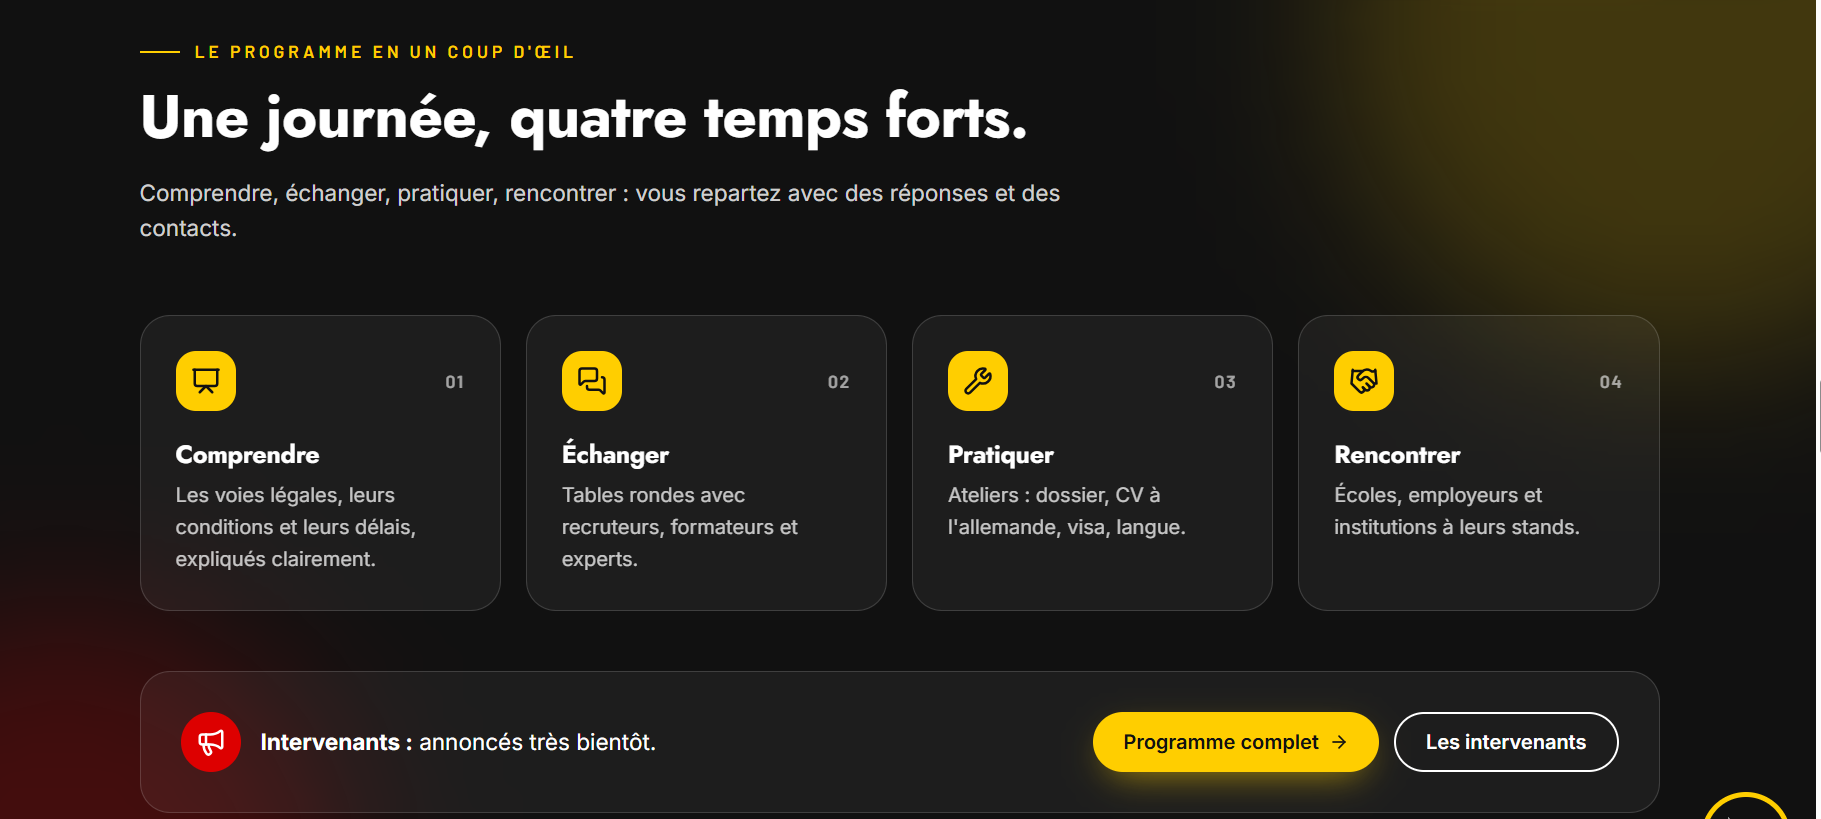 LE PROGRAMME EN UN COUP D'ŒIL
Une journée, quatre temps forts.
Comprendre, échanger, pratiquer, rencontrer : vous repartez avec des réponses et des
contacts.
01
Comprendre
Les voies légales, leurs
conditions et leurs délais,
expliqués clairement.
02
Échanger
Tables rondes avec
recruteurs, formateurs et
experts.
03
Pratiquer
Ateliers : dossier, CV à
l'allemande, visa, langue.
04
Rencontrer
Écoles, employeurs et
institutions à leurs stands.
Intervenants : annoncés très bientôt.
Programme complet →
Les intervenants